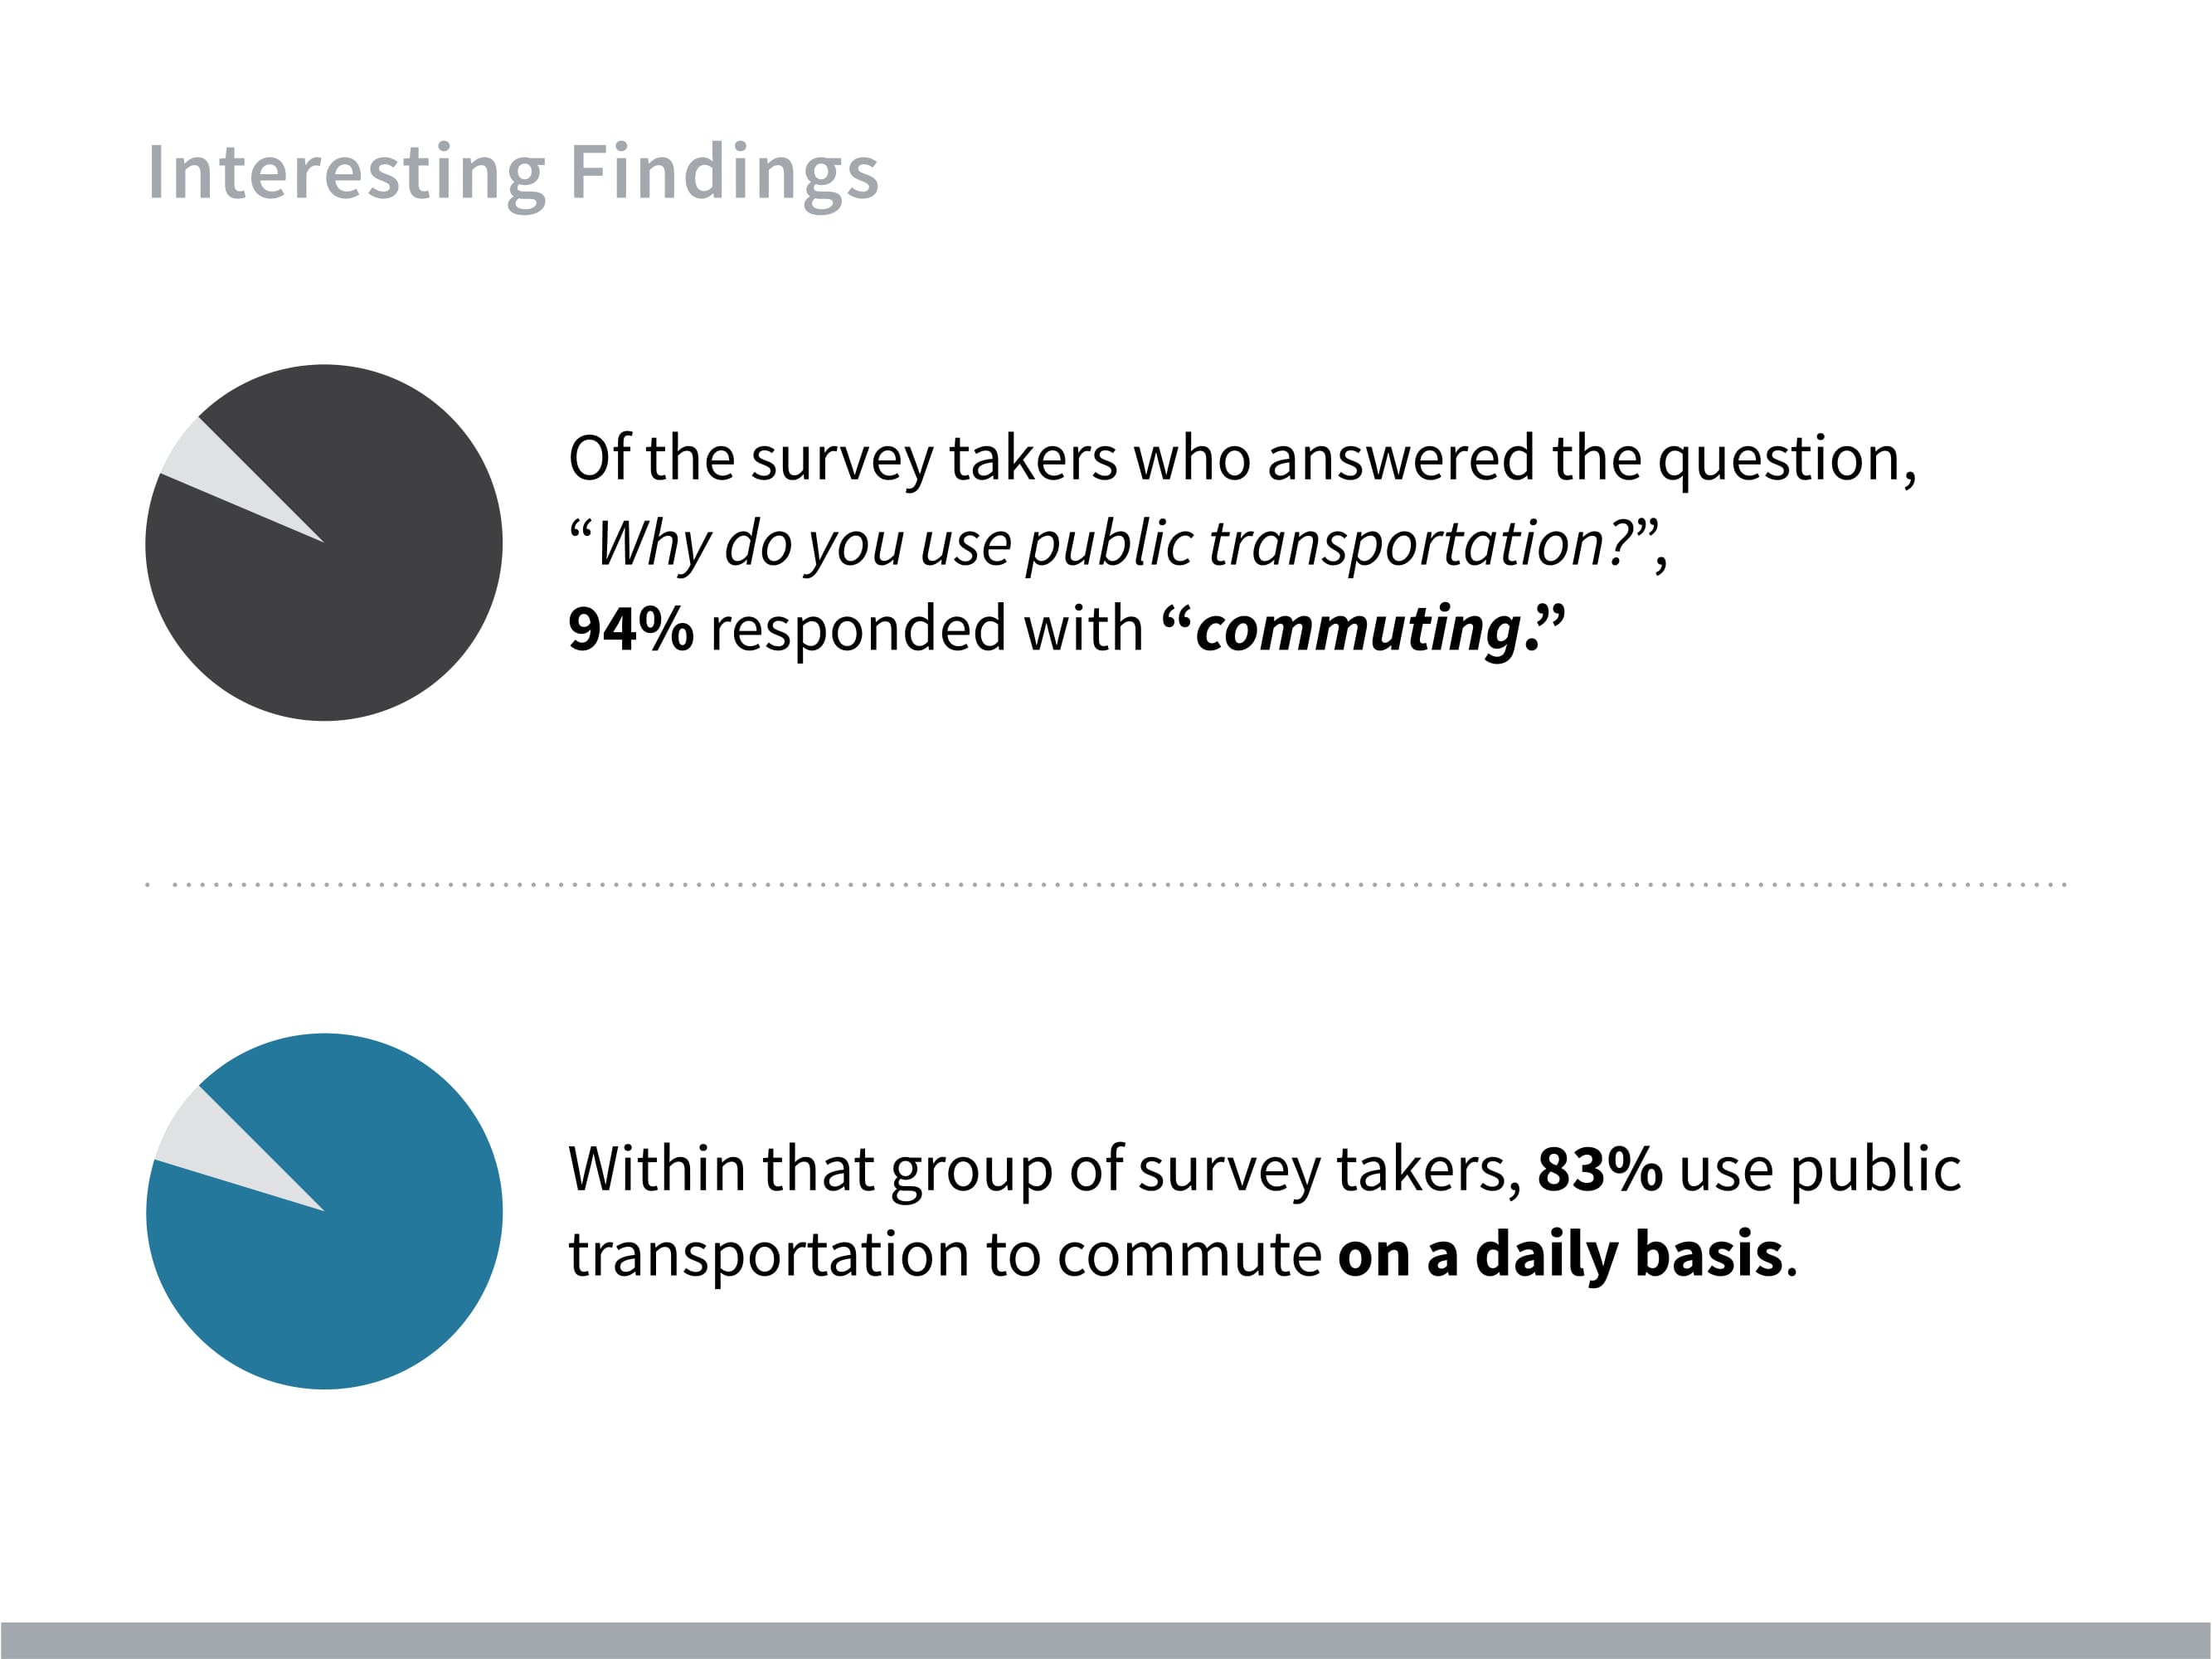 Interesting Findings
Of the survey takers who answered the question,
“Why do you use public transportation?”,
94% responded with “commuting.”
Within that group of survey takers, 83% use public
transportation to commute on a daily basis.